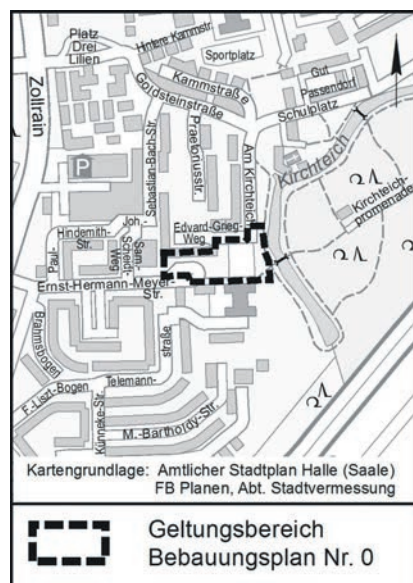 Platz
Drei
Lilien
Hintere Kammstr.
Sportplatz
Zollrain
Kammstraße
Goldsteinstraße
Gut
Passendorf
Schulplatz
P
Sebastian-Bach-Str.
Praetoriusstr.
Am Kirchteich
Kirchteich
Kirchteich-
promenade
Joh.-
Hindemith-
Str.
Paul-
Sam.-
Scheidt-
Weg
Edvard-Grieg-
Weg
Ernst-Hermann-Meyer-
Str.
Brahmsbogen
F.-Liszt-Bogen
Telemann-
straße
Künneke-Str.
M.-Bartholdy-Str.
Kartengrundlage: Amtlicher Stadtplan Halle (Saale)
FB Planen, Abt. Stadtvermessung
Geltungsbereich
Bebauungsplan Nr. 0